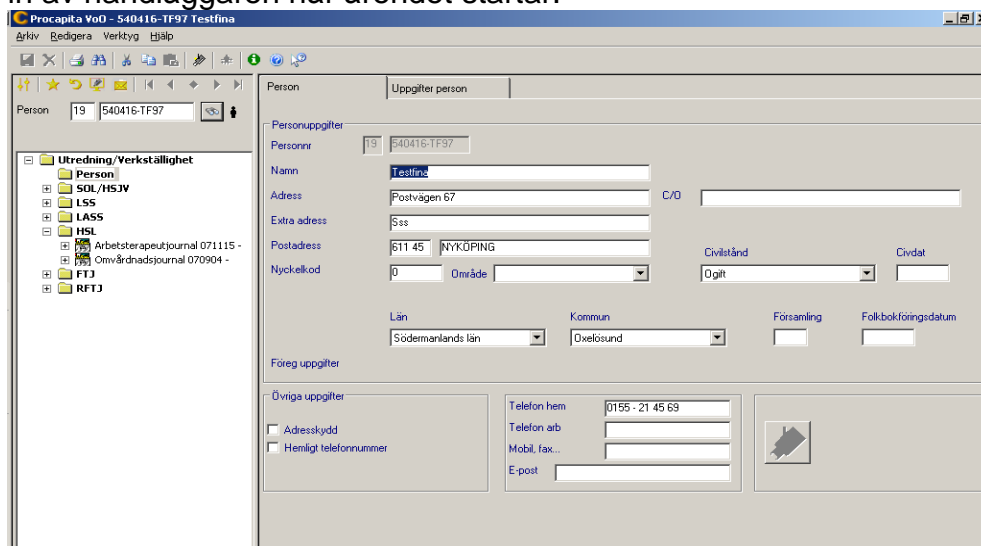 in av handläggaren när ärendet startar.
Procapita VoO - 540416-TF97 Testfina
Arkiv Redigera Verktyg Hjälp
Person 19 540416-TF97
Utredning/Verkställighet
Person
SOL/HSJV
LSS
LASS
HSL
Arbetsterapeutjournal 071115 -
Omvårdnadsjournal 070904 -
FTJ
RFTJ
Person Uppgifter person
Personuppgifter
Personnr 19 540416-TF97
Namn Testfina
Adress Postvägen 67 C/O
Extra adress Sss
Postadress 611 45 NYKÖPING Civilstånd Civdat
Nyckelkod 0 Område Ogift
Län Kommun Församling Folkbokföringsdatum
Södermanlands län Oxelösund
Föreg uppgifter
Övriga uppgifter
Adresskydd
Hemligt telefonnummer
Telefon hem 0155 - 21 45 69
Telefon arb
Mobil, fax...
E-post